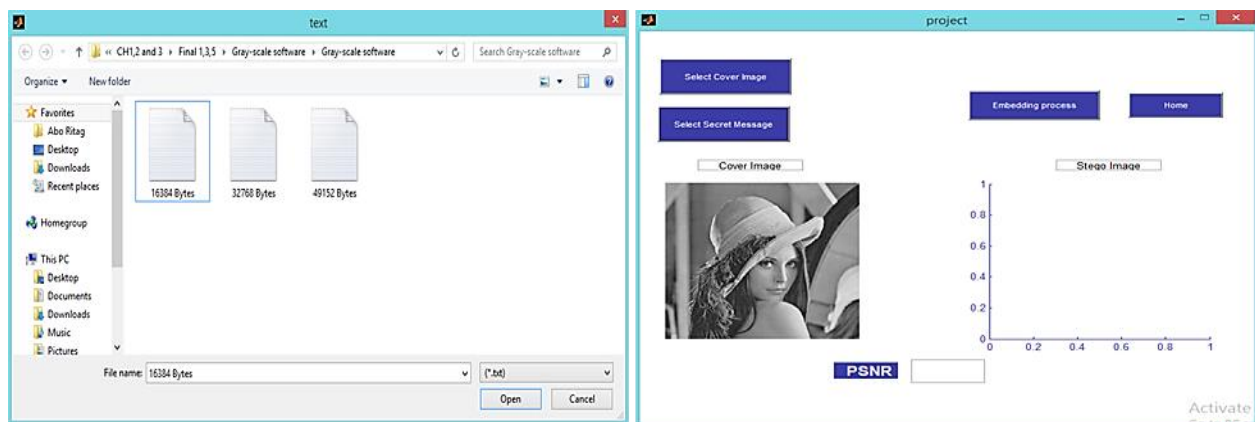 text
« CH1,2 and 3 › Final 1,3,5 › Gray-scale software › Gray-scale software
Search Gray-scale software
Organize
New folder
Favorites
Abo Ritag
Desktop
Downloads
Recent places
Homegroup
This PC
Desktop
Documents
Downloads
Music
Pictures
16384 Bytes
32768 Bytes
49152 Bytes
File name:
16384 Bytes
(*.txt)
Open
Cancel
project
Select Cover Image
Select Secret Message
Embedding process
Home
Cover Image
Stego Image
1
0.8
0.6
0.4
0.2
0
0 0.2 0.4 0.6 0.8 1
PSNR
Activate